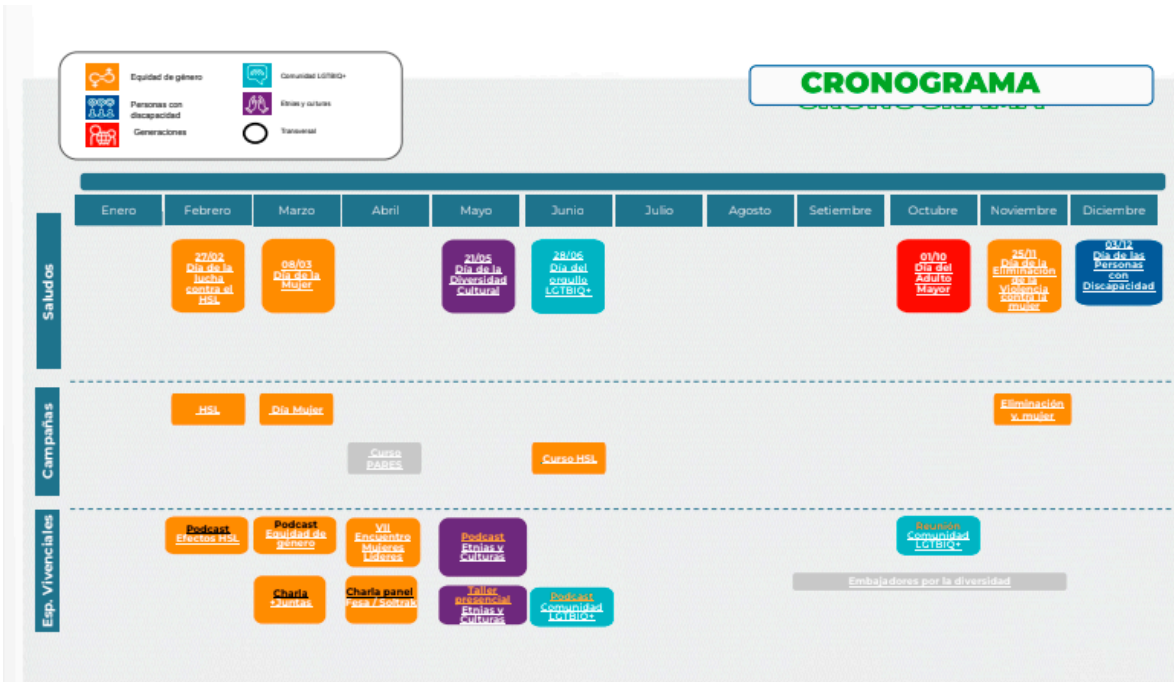 CRONOGRAMA
Equidad de género
Comunidad LGTBIQ+
Personas con
discapacidad
Etnias y culturas
Generaciones
Transversal
Enero
Febrero
Marzo
Abril
Mayo
Junio
Julio
Agosto
Setiembre
Octubre
Noviembre
Diciembre
Saludos
27/02
Día de la
lucha
contra el
HSL
08/03
Día de la
Mujer
21/05
Día de la
Diversidad
Cultural
28/06
Día del
orgullo
LGTBIQ+
01/10
Día del
Adulto
Mayor
25/11
Día de la
Eliminación
de la
Violencia
contra la
mujer
03/12
Día de las
Personas
con
Discapacidad
Campañas
HSL
Día Mujer
Eliminación
v. mujer
Curso
PARES
Curso HSL
Esp. Vivenciales
Podcast
Efectos HSL
Podcast
Equidad de
género
VII
Encuentro
Mujeres
Líderes
Podcast
Etnias y
Culturas
Reunión
Comunidad
LGTBIQ+
Embajadores por la diversidad
Charla
+Juntas
Charla panel
Taller
presencial
Etnias y
Culturas
Podcast
Comunidad
LGTBIQ+